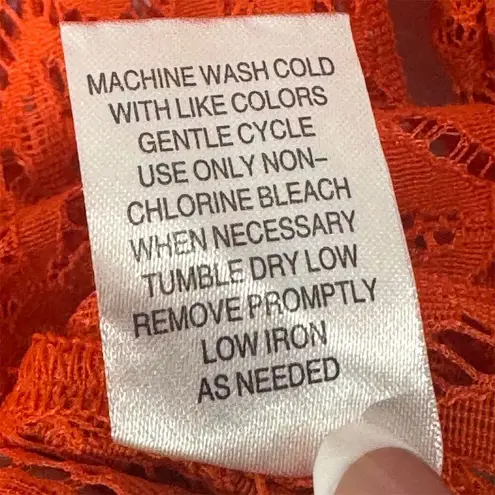 MACHINE WASH COLD
WITH LIKE COLORS
GENTLE CYCLE
USE ONLY NON-
CHLORINE BLEACH
WHEN NECESSARY
TUMBLE DRY LOW
REMOVE PROMPTLY
LOW IRON
AS NEEDED